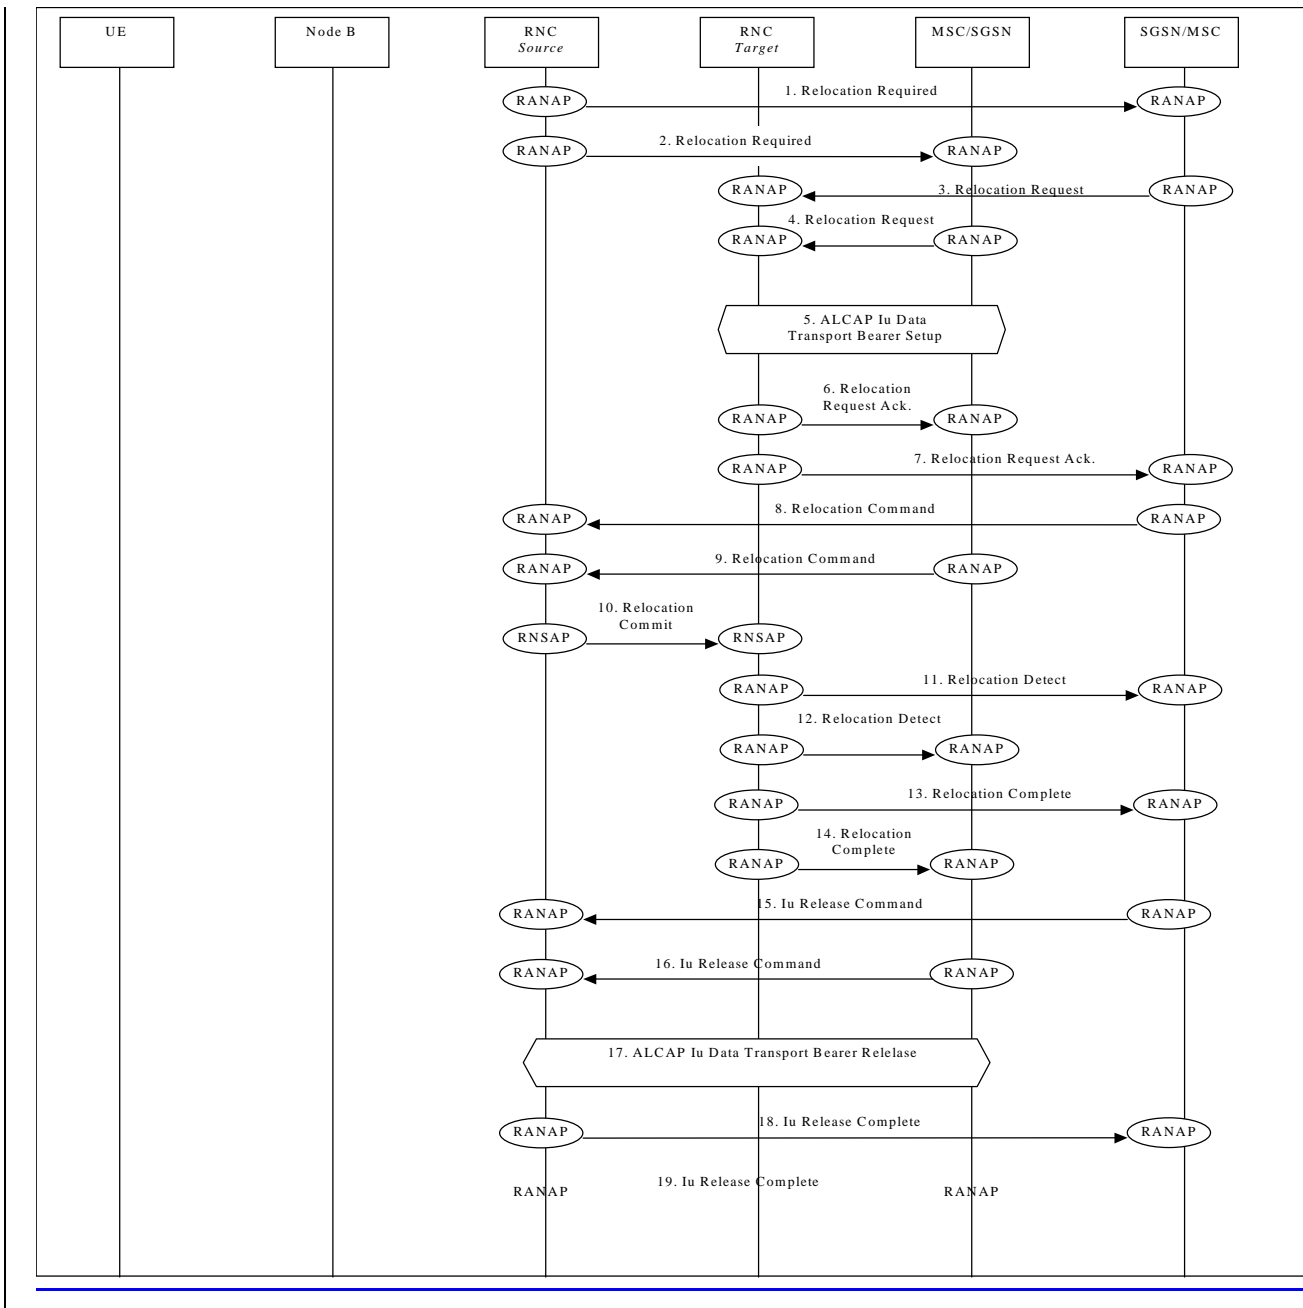 UE
Node B
RNC
Source
RNC
Target
MSC/SGSN
SGSN/MSC
1. Relocation Required
RANAP
RANAP
2. Relocation Required
RANAP
RANAP
RANAP
3. Relocation Request
RANAP
4. Relocation Request
RANAP
RANAP
5. ALCAP Iu Data
Transport Bearer Setup
6. Relocation
Request Ack.
RANAP
RANAP
7. Relocation Request Ack.
RANAP
RANAP
8. Relocation Command
RANAP
RANAP
9. Relocation Command
RANAP
RANAP
10. Relocation
Commit
RNSAP
RNSAP
11. Relocation Detect
RANAP
RANAP
12. Relocation Detect
RANAP
RANAP
13. Relocation Complete
RANAP
RANAP
14. Relocation
Complete
RANAP
RANAP
15. Iu Release Command
RANAP
RANAP
16. Iu Release Command
RANAP
RANAP
17. ALCAP Iu Data Transport Bearer Relelase
18. Iu Release Complete
RANAP
RANAP
19. Iu Release Complete
RANAP
RANAP